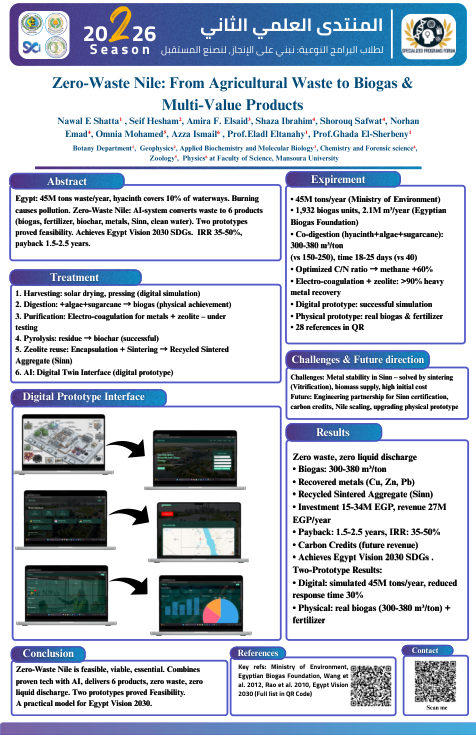 المنتدى العلمي الثاني
لطلاب البرامج النوعية: نبني على الإنجاز, لنصنع المستقبل
2026
Season 2
SPECIALIZED PROGRAMS FORUM
Zero-Waste Nile: From Agricultural Waste to Biogas &
Multi-Value Products
Nawal E Shatta¹ , Seif Hesham², Amira F. Elsaid³, Shaza Ibrahim⁴, Shorouq Safwat⁴, Norhan
Emad⁴, Omnia Mohamed⁵, Azza Ismail⁶ , Prof.Eladl Eltanahy¹, Prof.Ghada El-Sherbeny¹
Botany Department¹, Geophysics², Applied Biochemistry and Molecular Biology³, Chemistry and Forensic science⁴,
Zoology⁵, Physics⁶ at Faculty of Science, Mansoura University
Abstract
Egypt: 45M tons waste/year, hyacinth covers 10% of waterways. Burning
causes pollution. Zero-Waste Nile: AI-system converts waste to 6 products
(biogas, fertilizer, biochar, metals, Sinn, clean water). Two prototypes
proved feasibility. Achieves Egypt Vision 2030 SDGs. IRR 35-50%,
payback 1.5-2.5 years.
Treatment
1. Harvesting: solar drying, pressing (digital simulation)
2. Digestion: +algae+sugarcane → biogas (physical achievement)
3. Purification: Electro-coagulation for metals + zeolite – under
testing
4. Pyrolysis: residue → biochar (successful)
5. Zeolite reuse: Encapsulation + Sintering → Recycled Sintered
Aggregate (Sinn)
6. AI: Digital Twin Interface (digital prototype)
Digital Prototype Interface
Conclusion
Zero-Waste Nile is feasible, viable, essential. Combines
proven tech with AI, delivers 6 products, zero waste, zero
liquid discharge. Two prototypes proved Feasibility.
A practical model for Egypt Vision 2030.
Expirement
• 45M tons/year (Ministry of Environment)
• 1,932 biogas units, 2.1M m³/year (Egyptian
Biogas Foundation)
• Co-digestion (hyacinth+algae+sugarcane):
300-380 m³/ton
(vs 150-250), time 18-25 days (vs 40)
• Optimized C/N ratio → methane +60%
• Electro-coagulation + zeolite: >90% heavy
metal recovery
• Digital prototype: successful simulation
• Physical prototype: real biogas & fertilizer
• 28 references in QR
Challenges & Future direction
Challenges: Metal stability in Sinn – solved by sintering
(Vitrification), biomass supply, high initial cost
Future: Engineering partnership for Sinn certification,
carbon credits, Nile scaling, upgrading physical prototype
Results
Zero waste, zero liquid discharge
• Biogas: 300-380 m³/ton
• Recovered metals (Cu, Zn, Pb)
• Recycled Sintered Aggregate (Sinn)
• Investment 15-34M EGP, revenue 27M
EGP/year
• Payback: 1.5-2.5 years, IRR: 35-50%
• Carbon Credits (future revenue)
• Achieves Egypt Vision 2030 SDGs .
Two-Prototype Results:
• Digital: simulated 45M tons/year, reduced
response time 30%
• Physical: real biogas (300-380 m³/ton) +
fertilizer
References
Key refs: Ministry of Environment,
Egyptian Biogas Foundation, Wang et
al. 2012, Rao et al. 2010, Egypt Vision
2030 (Full list in QR Code)
Contact
Scan me